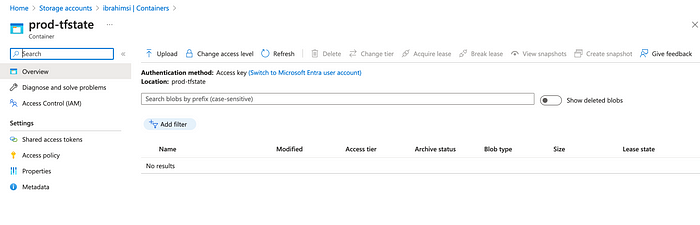 Home > Storage accounts > ibrahimsi | Containers >
prod-tfstate ...
Container
Search
Overview
Diagnose and solve problems
Access Control (IAM)
Settings
Shared access tokens
Access policy
Properties
Metadata
Upload Change access level Refresh Delete Change tier Acquire lease Break lease View snapshots Create snapshot Give feedback
Authentication method: Access key (Switch to Microsoft Entra user account)
Location: prod-tfstate
Search blobs by prefix (case-sensitive)
Show deleted blobs
Add filter
Name Modified Access tier Archive status Blob type Size Lease state
No results